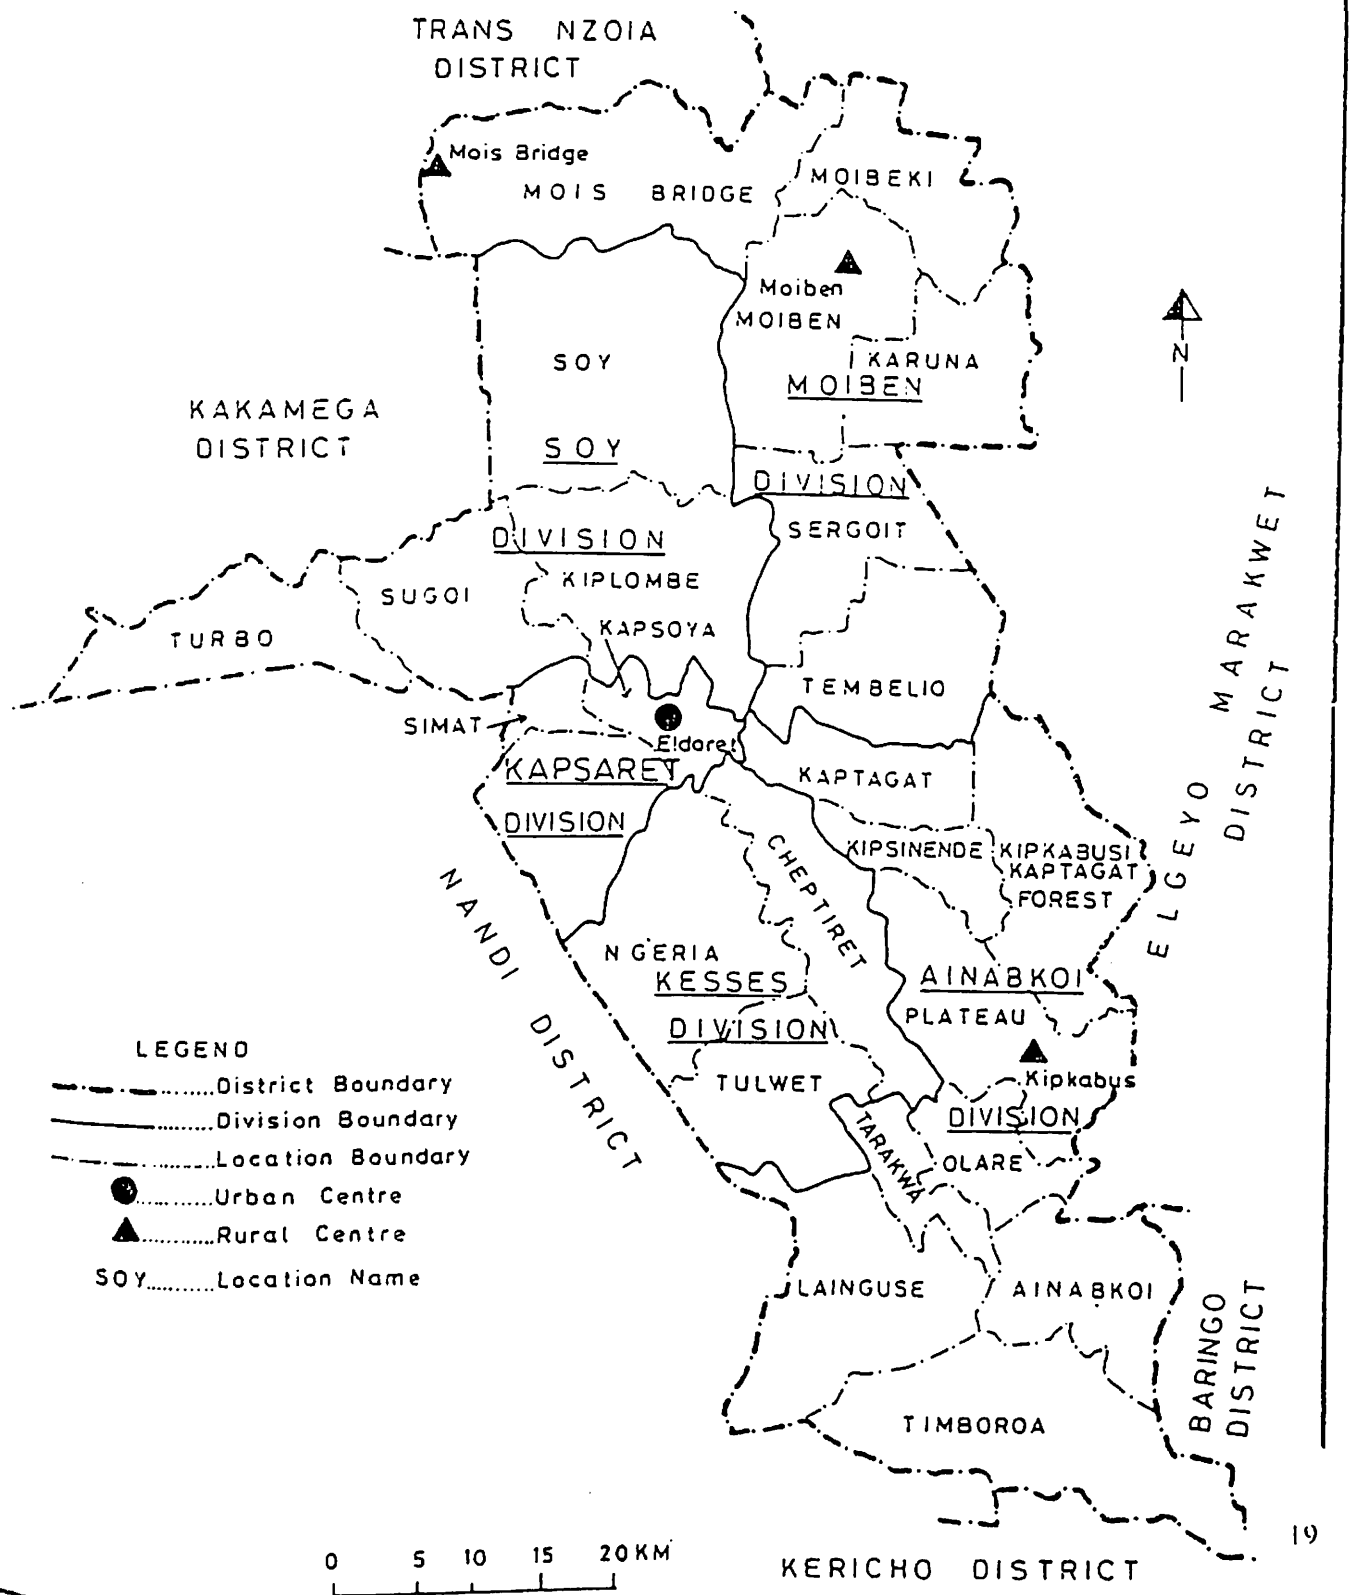 TRANS NZOIA
DISTRICT
Mois Bridge
MOIS BRIDGE
MOIBEKI
Moiben
MOIBEN
N
SOY
KARUNA
MOIBEN
KAKAMEGA
DISTRICT
SOY
DIVISION
SERGOIT
DIVISION
KIPLOMBE
SUGOI
KAPSOYA
TURBO
TEMBELIO
SIMAT
Eldoret
KAPSARET
DIVISION
KAPTAGAT
ELGEYO MARAKWET
DISTRICT
KIPSINENDE
KIPKABUSI
KAPTAGAT
FOREST
CHEPTIRET
NANDI DISTRICT
NGERIA
KESSES
DIVISION
AINABKOI
PLATEAU
Kipkabus
DIVISION
TULWET
TARAKWA
OLARE
LEGEND
District Boundary
Division Boundary
Location Boundary
Urban Centre
Rural Centre
SOY Location Name
LAINGUSE
AINABKOI
BARINGO
DISTRICT
TIMBOROA
19
0 5 10 15 20 KM
KERICHO DISTRICT